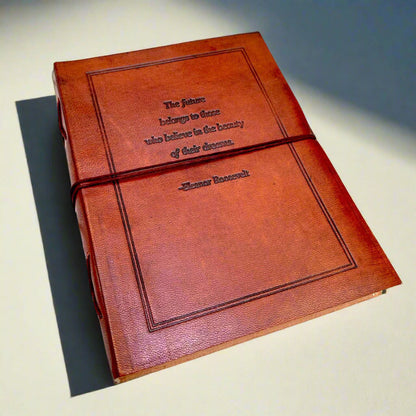 The future
belongs to those
who believe in the beauty
of their dreams.
-Eleanor Roosevelt